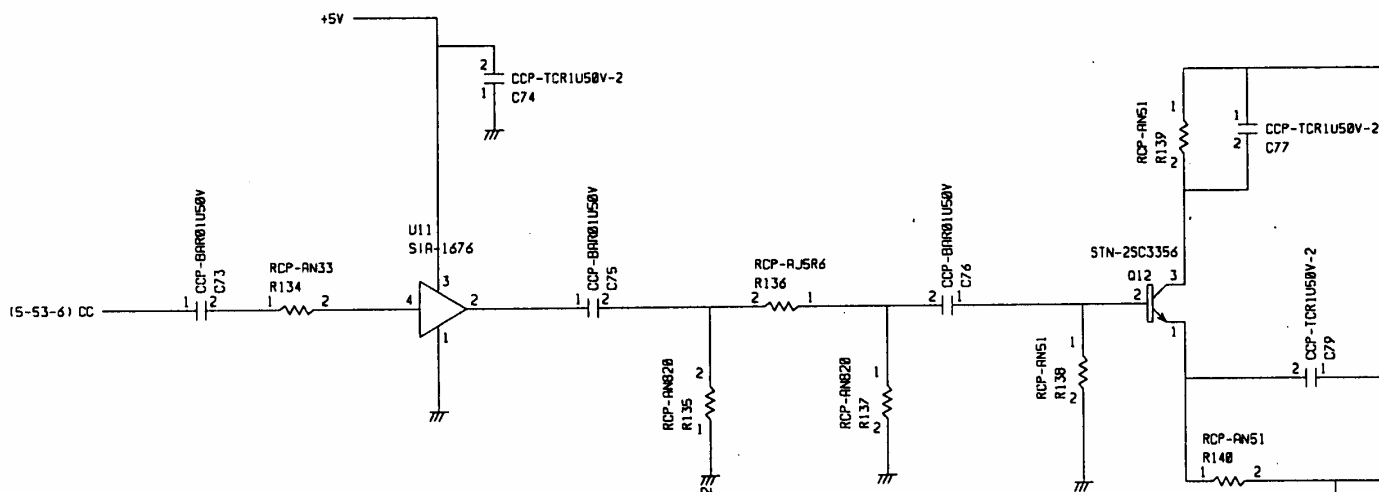 +5V
2
1
CCP-TCR1U50V-2
C74
RCP-AN51
R139
1
2
1
2
CCP-TCR1U50V-2
C77
CCP-BAR01U50V
C73
1
2
RCP-AN33
R134
1
2
U11
SIA-1676
3
4
2
1
CCP-BAR01U50V
C75
1
2
RCP-AJ5R6
R136
2
1
CCP-BAR01U50V
C76
2
1
STN-2SC3356
Q12
3
2
1
(5-S3-6) CC
RCP-AN820
R135
2
1
RCP-AN820
R137
1
2
RCP-AN51
R138
1
2
CCP-TCR1U50V-2
C79
2
1
RCP-AN51
R140
1
2